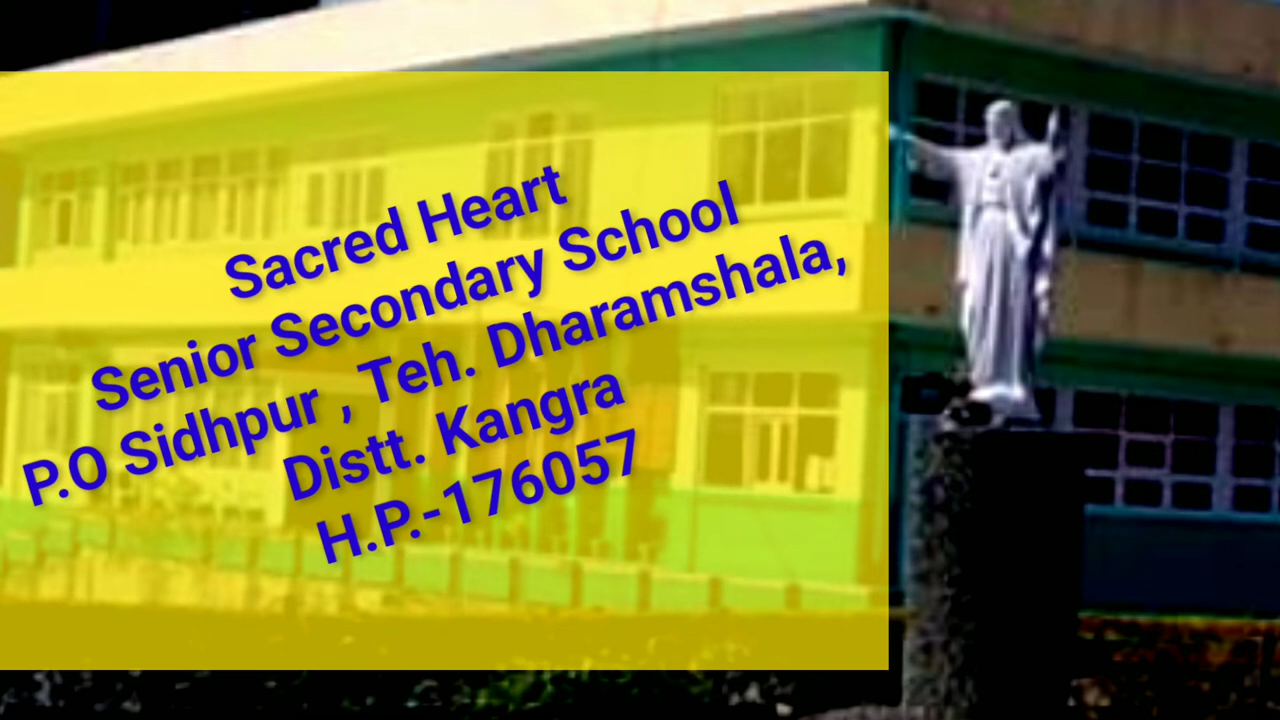 Sacred Heart
Senior Secondary School
P.O Sidhpur , Teh. Dharamshala,
Distt. Kangra
H.P.-176057